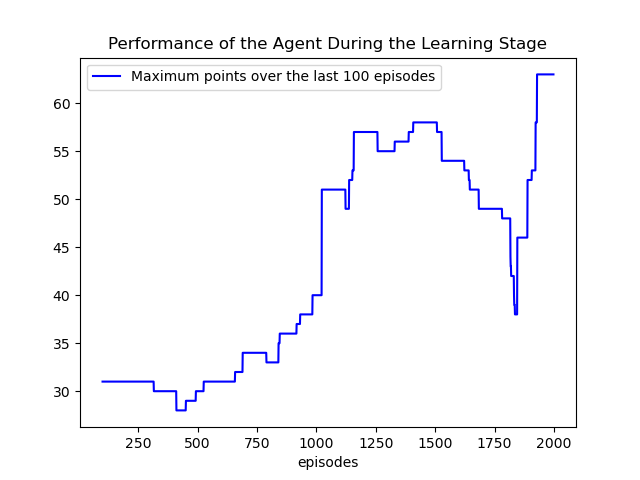 Performance of the Agent During the Learning Stage
Maximum points over the last 100 episodes
60
55
50
45
40
35
30
250 500 750 1000 1250 1500 1750 2000
episodes